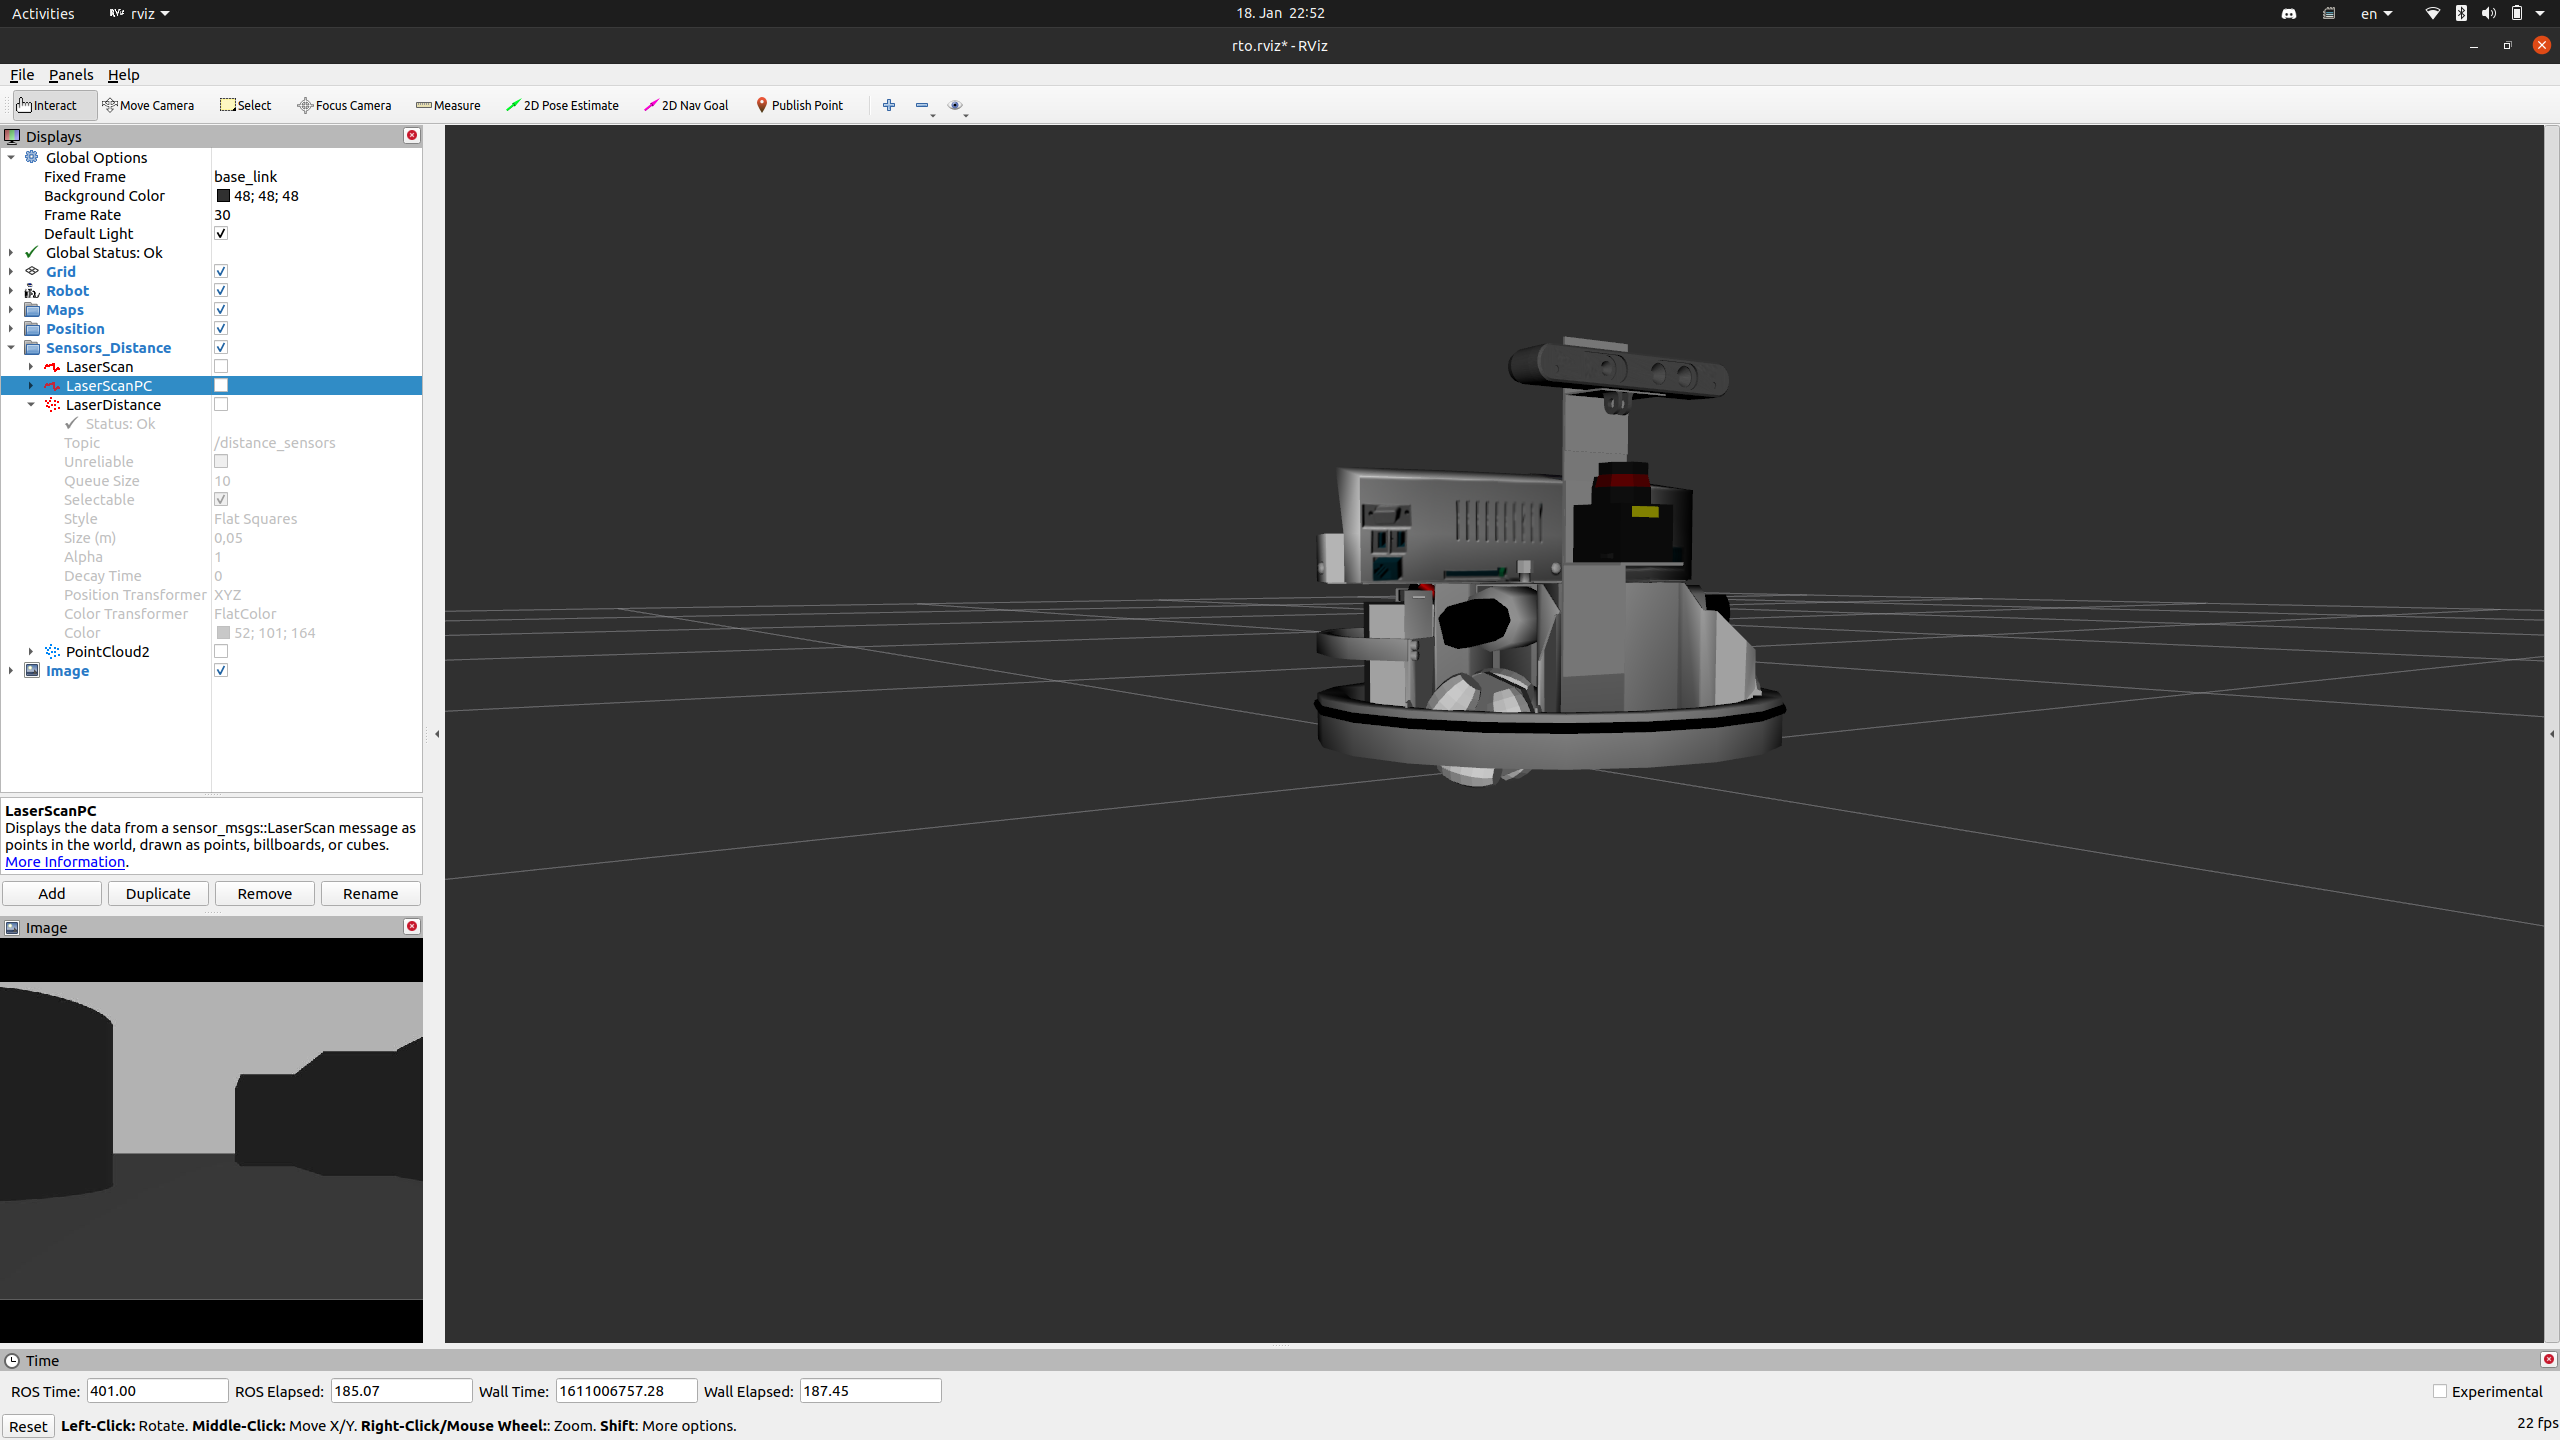 Activities rviz 18. Jan 22:52 en
rto.rviz* - RViz
File Panels Help
Interact Move Camera Select Focus Camera Measure 2D Pose Estimate 2D Nav Goal Publish Point
Displays
Global Options
Fixed Frame base_link
Background Color 48; 48; 48
Frame Rate 30
Default Light
Global Status: Ok
Grid
Robot
Maps
Position
Sensors_Distance
LaserScan
LaserScanPC
LaserDistance
Status: Ok
Topic /distance_sensors
Unreliable
Queue Size 10
Selectable
Style Flat Squares
Size (m) 0,05
Alpha 1
Decay Time 0
Position Transformer XYZ
Color Transformer FlatColor
Color 52; 101; 164
PointCloud2
Image
LaserScanPC
Displays the data from a sensor_msgs::LaserScan message as
points in the world, drawn as points, billboards, or cubes.
More Information.
Add Duplicate Remove Rename
Image
Time
ROS Time: 401.00 ROS Elapsed: 185.07 Wall Time: 1611006757.28 Wall Elapsed: 187.45 Experimental
Reset Left-Click: Rotate. Middle-Click: Move X/Y. Right-Click/Mouse Wheel:: Zoom. Shift: More options. 22 fps